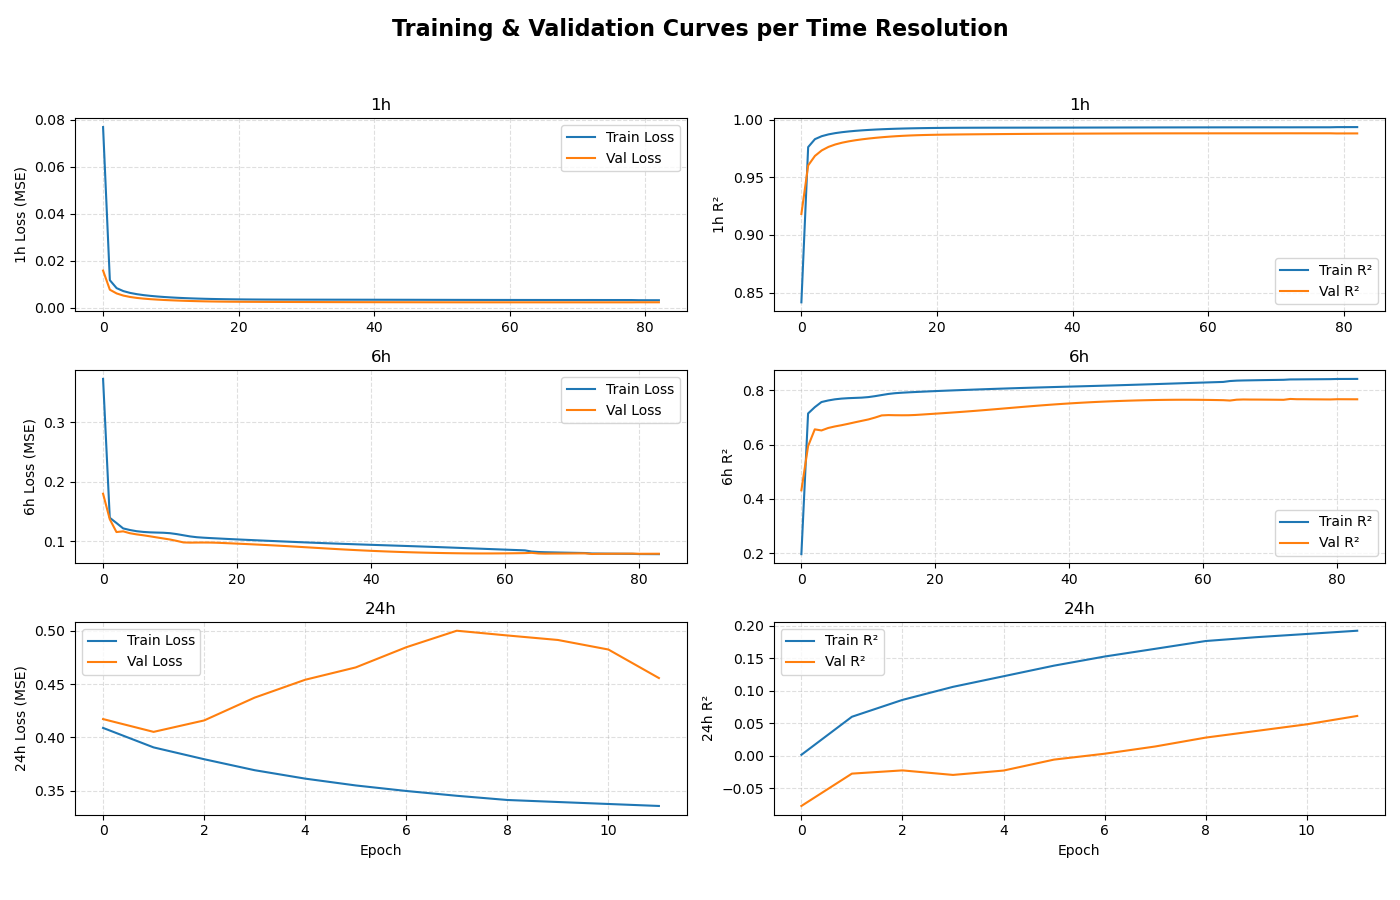 Training & Validation Curves per Time Resolution
1h
1h Loss (MSE)
0.08
0.06
0.04
0.02
0.00
0 20 40 60 80
Train Loss
Val Loss
1h
1h R²
1.00
0.95
0.90
0.85
0 20 40 60 80
Train R²
Val R²
6h
6h Loss (MSE)
0.3
0.2
0.1
0 20 40 60 80
Train Loss
Val Loss
6h
6h R²
0.8
0.6
0.4
0.2
0 20 40 60 80
Train R²
Val R²
24h
24h Loss (MSE)
0.50
0.45
0.40
0.35
0 2 4 6 8 10
Epoch
Train Loss
Val Loss
24h
24h R²
0.20
0.15
0.10
0.05
0.00
−0.05
0 2 4 6 8 10
Epoch
Train R²
Val R²